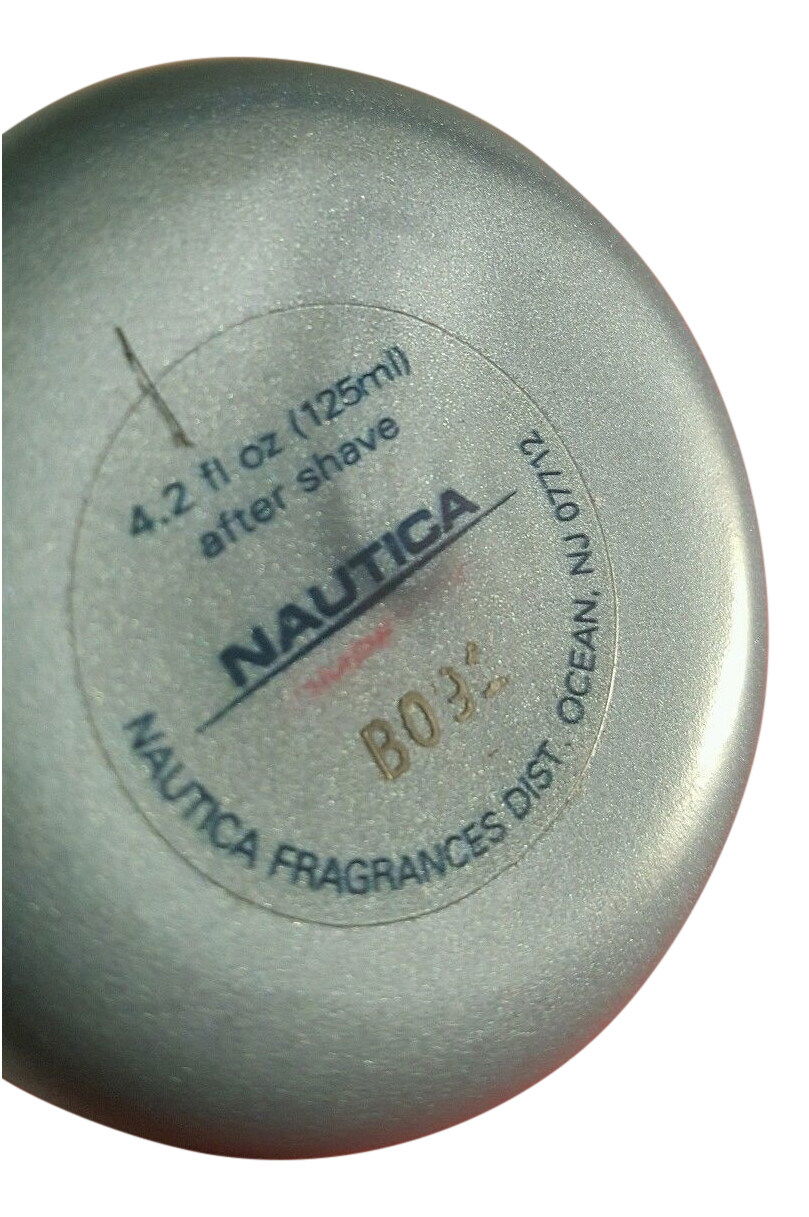 4.2 fl oz (125ml)
after shave
NAUTICA
NAUTICA FRAGRANCES DIST. OCEAN, NJ 07712